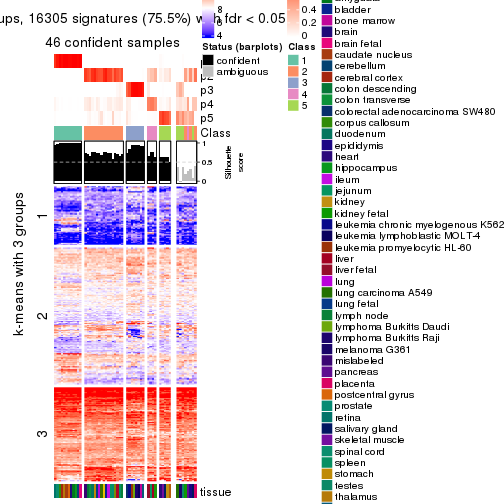 ups, 16305 signatures (75.5%) with fdr < 0.05
46 confident samples
p3
p4
p5
Class
1
0.5
0
Silhouette
score
k-means with 3 groups
1
2
3
tissue
8
6
4
Status (barplots)
confident
ambiguous
0.4
0.2
0
Class
1
2
3
4
5
bladder
bone marrow
brain
brain fetal
caudate nucleus
cerebellum
cerebral cortex
colon descending
colon transverse
colorectal adenocarcinoma SW480
corpus callosum
duodenum
epididymis
heart
hippocampus
ileum
jejunum
kidney
kidney fetal
leukemia chronic myelogenous K562
leukemia lymphoblastic MOLT-4
leukemia promyelocytic HL-60
liver
liver fetal
lung
lung carcinoma A549
lung fetal
lymph node
lymphoma Burkitts Daudi
lymphoma Burkitts Raji
melanoma G361
mislabeled
pancreas
placenta
postcentral gyrus
prostate
retina
salivary gland
skeletal muscle
spinal cord
spleen
stomach
testes
thalamus